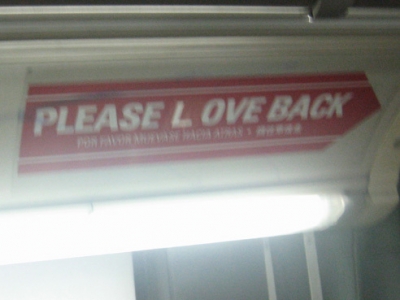 PLEASE L OVE BACK
POR FAVOR MUEVASE HACIA ATRAS